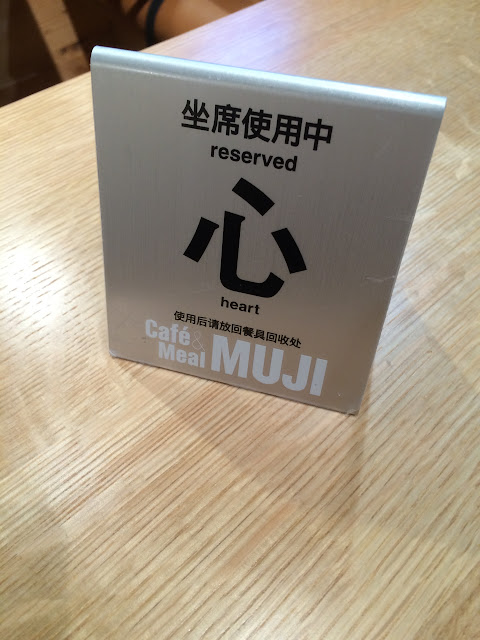 坐席使用中
reserved
心
heart
使用后请放回餐具回收处
Café &
Meal MUJI